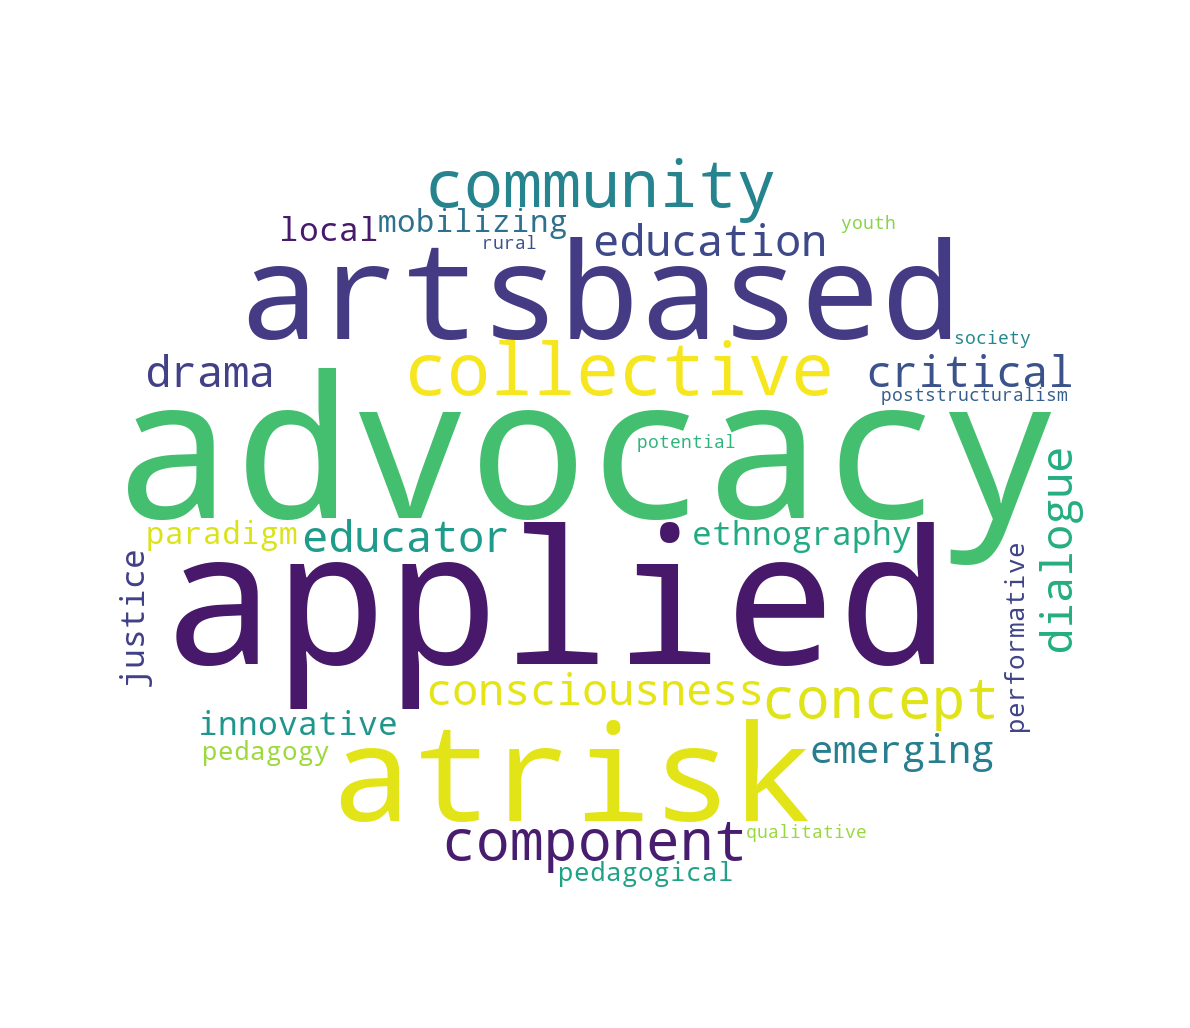 community
local
mobilizing
rural
education
youth
artsbased
society
drama
collective
critical
poststructuralism
advocacy
potential
dialogue
paradigm
educator
ethnography
justice
applied
performative
consciousness
concept
innovative
pedagogy
atrisk
emerging
component
qualitative
pedagogical